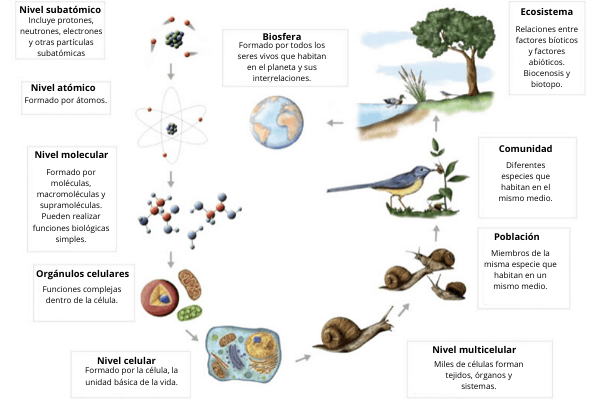 Nivel subatómico
Incluye protones,
neutrones, electrones
y otras partículas
subatómicas
Nivel atómico
Formado por átomos.
Nivel molecular
Formado por
moléculas,
macromoléculas y
supramoléculas.
Pueden realizar
funciones biológicas
simples.
Orgánulos celulares
Funciones complejas
dentro de la célula.
Nivel celular
Formado por la célula, la
unidad básica de la vida.
Nivel multicelular
Miles de células forman
tejidos, órganos y
sistemas.
Población
Miembros de la
misma especie que
habitan en un
mismo medio.
Comunidad
Diferentes
especies que
habitan en el
mismo medio.
Ecosistema
Relaciones entre
factores bíoticos
y factores
abióticos.
Biocenosis y
biotopo.
Biosfera
Formado por todos los
seres vivos que habitan
en el planeta y sus
interrelaciones.